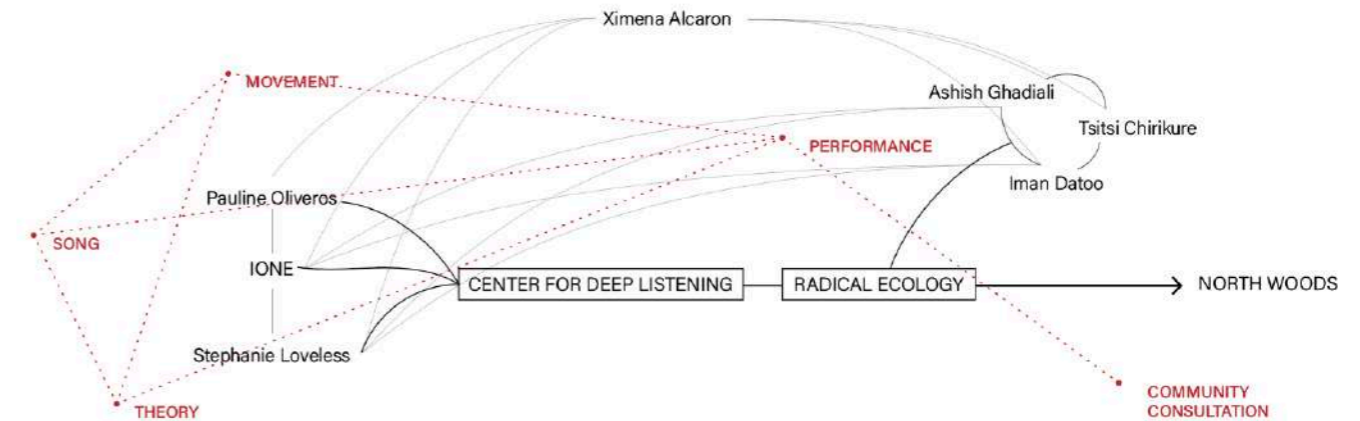 Ximena Alcaron
MOVEMENT
Ashish Ghadiali
Tsitsi Chirikure
PERFORMANCE
Iman Datoo
Pauline Oliveros
SONG
IONE
CENTER FOR DEEP LISTENING
RADICAL ECOLOGY
NORTH WOODS
Stephanie Loveless
THEORY
COMMUNITY
CONSULTATION